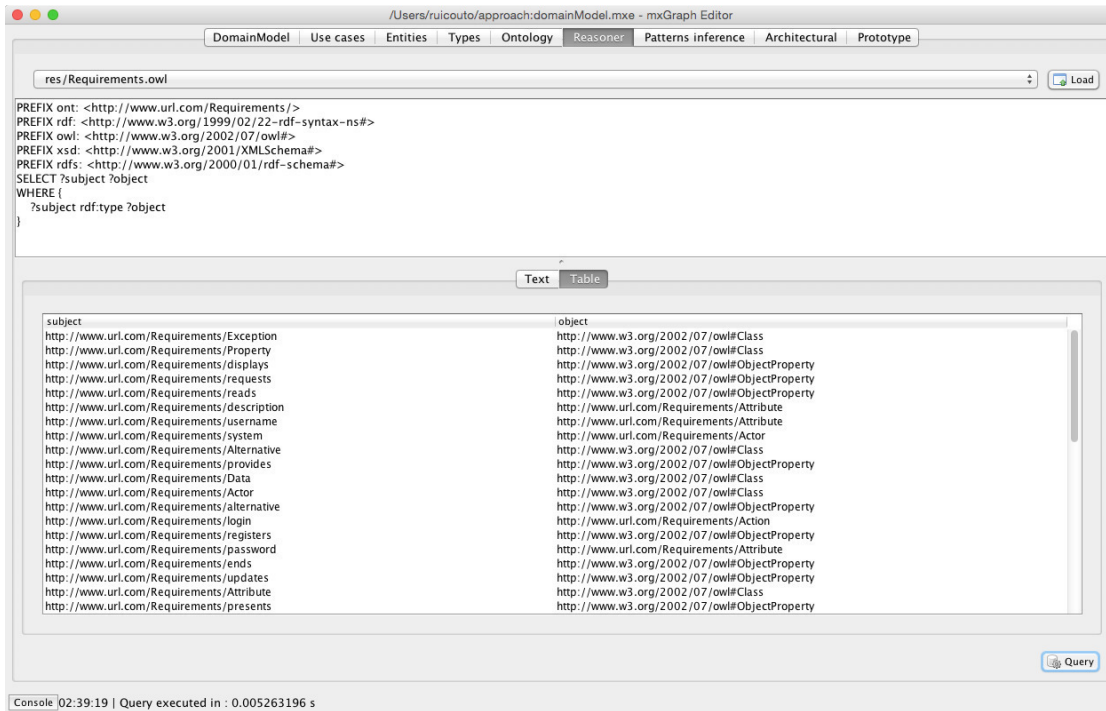 /Users/ruicouto/approach:domainModel.mxe - mxGraph Editor
DomainModel Use cases Entities Types Ontology Reasoner Patterns inference Architectural Prototype
res/Requirements.owl Load
PREFIX ont: <http://www.url.com/Requirements/>
PREFIX rdf: <http://www.w3.org/1999/02/22-rdf-syntax-ns#>
PREFIX owl: <http://www.w3.org/2002/07/owl#>
PREFIX xsd: <http://www.w3.org/2001/XMLSchema#>
PREFIX rdfs: <http://www.w3.org/2000/01/rdf-schema#>
SELECT ?subject ?object
WHERE {
?subject rdf:type ?object
}
Text Table
subject object
http://www.url.com/Requirements/Exception http://www.w3.org/2002/07/owl#Class
http://www.url.com/Requirements/Property http://www.w3.org/2002/07/owl#Class
http://www.url.com/Requirements/displays http://www.w3.org/2002/07/owl#ObjectProperty
http://www.url.com/Requirements/requests http://www.w3.org/2002/07/owl#ObjectProperty
http://www.url.com/Requirements/reads http://www.w3.org/2002/07/owl#ObjectProperty
http://www.url.com/Requirements/description http://www.url.com/Requirements/Attribute
http://www.url.com/Requirements/username http://www.url.com/Requirements/Attribute
http://www.url.com/Requirements/system http://www.url.com/Requirements/Actor
http://www.url.com/Requirements/Alternative http://www.w3.org/2002/07/owl#Class
http://www.url.com/Requirements/provides http://www.w3.org/2002/07/owl#ObjectProperty
http://www.url.com/Requirements/Data http://www.w3.org/2002/07/owl#Class
http://www.url.com/Requirements/Actor http://www.w3.org/2002/07/owl#Class
http://www.url.com/Requirements/alternative http://www.w3.org/2002/07/owl#ObjectProperty
http://www.url.com/Requirements/login http://www.url.com/Requirements/Action
http://www.url.com/Requirements/registers http://www.w3.org/2002/07/owl#ObjectProperty
http://www.url.com/Requirements/password http://www.url.com/Requirements/Attribute
http://www.url.com/Requirements/ends http://www.w3.org/2002/07/owl#ObjectProperty
http://www.url.com/Requirements/updates http://www.w3.org/2002/07/owl#ObjectProperty
http://www.url.com/Requirements/Attribute http://www.w3.org/2002/07/owl#Class
http://www.url.com/Requirements/presents http://www.w3.org/2002/07/owl#ObjectProperty
Query
Console 02:39:19 | Query executed in : 0.005263196 s